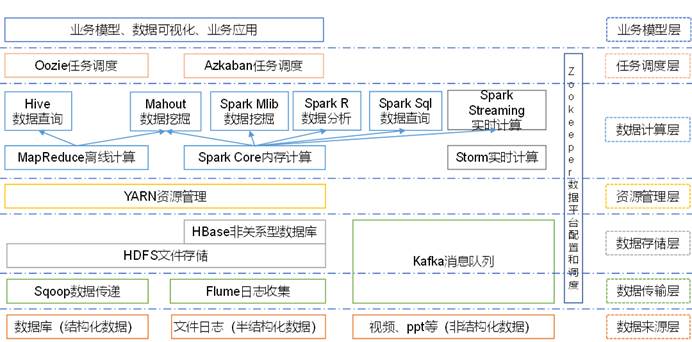 业务模型、数据可视化、业务应用
业务模型层
Oozie任务调度
Azkaban任务调度
任务调度层
Hive
数据查询
Mahout
数据挖掘
Spark Mlib
数据挖掘
Spark R
数据分析
Spark Sql
数据查询
Spark
Streaming
实时计算
数据计算层
MapReduce离线计算
Spark Core内存计算
Storm实时计算
Zookeeper数据平台配置和调度
YARN资源管理
资源管理层
HBase非关系型数据库
HDFS文件存储
Kafka消息队列
数据存储层
Sqoop数据传递
Flume日志收集
数据传输层
数据库（结构化数据）
文件日志（半结构化数据）
视频、ppt等（非结构化数据）
数据来源层